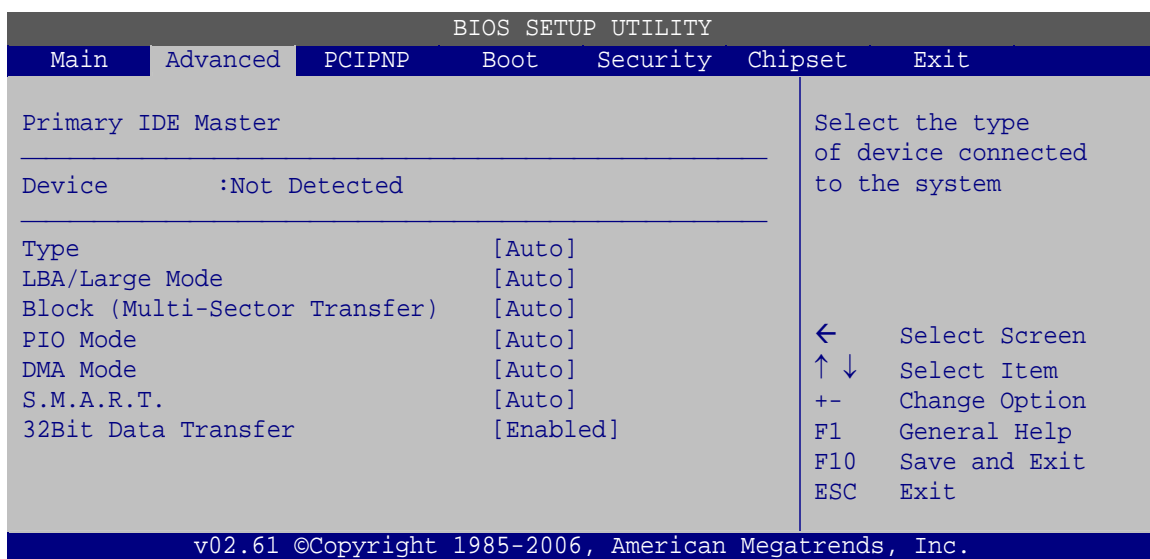 BIOS SETUP UTILITY
Main Advanced PCIPNP Boot Security Chipset Exit
Primary IDE Master
Device :Not Detected
Type [Auto]
LBA/Large Mode [Auto]
Block (Multi-Sector Transfer) [Auto]
PIO Mode [Auto]
DMA Mode [Auto]
S.M.A.R.T. [Auto]
32Bit Data Transfer [Enabled]
Select the type
of device connected
to the system
← Select Screen
↑ ↓ Select Item
+- Change Option
F1 General Help
F10 Save and Exit
ESC Exit
v02.61 ©Copyright 1985-2006, American Megatrends, Inc.